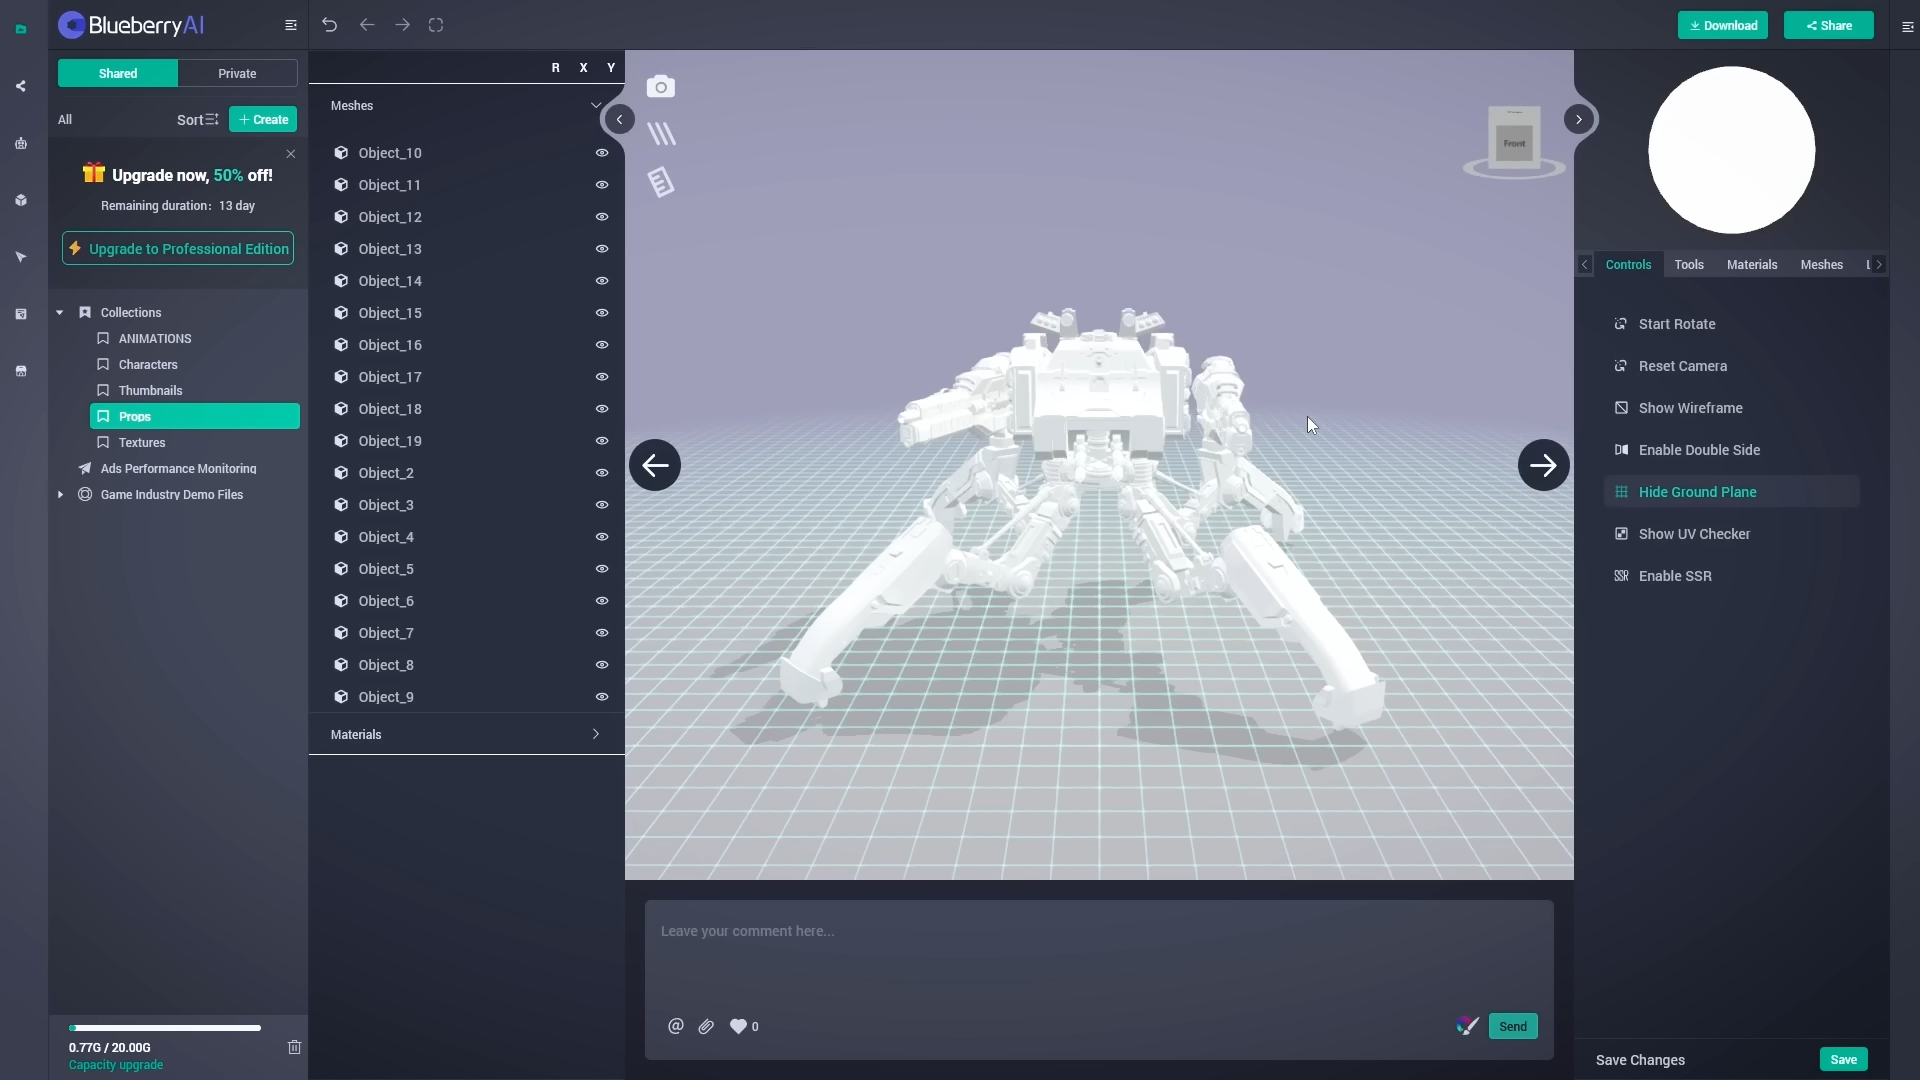 BlueberryAI
Download
Share
Shared
Private
All
Sort
Create
Upgrade now, 50% off!
Remaining duration: 13 day
Upgrade to Professional Edition
Collections
ANIMATIONS
Characters
Thumbnails
Props
Textures
Ads Performance Monitoring
Game Industry Demo Files
0.77G / 20.00G
Capacity upgrade
R X Y
Meshes
Object_10
Object_11
Object_12
Object_13
Object_14
Object_15
Object_16
Object_17
Object_18
Object_19
Object_2
Object_3
Object_4
Object_5
Object_6
Object_7
Object_8
Object_9
Materials
Front
Leave your comment here...
0
Send
Controls Tools Materials Meshes
Start Rotate
Reset Camera
Show Wireframe
Enable Double Side
Hide Ground Plane
Show UV Checker
Enable SSR
Save Changes
Save